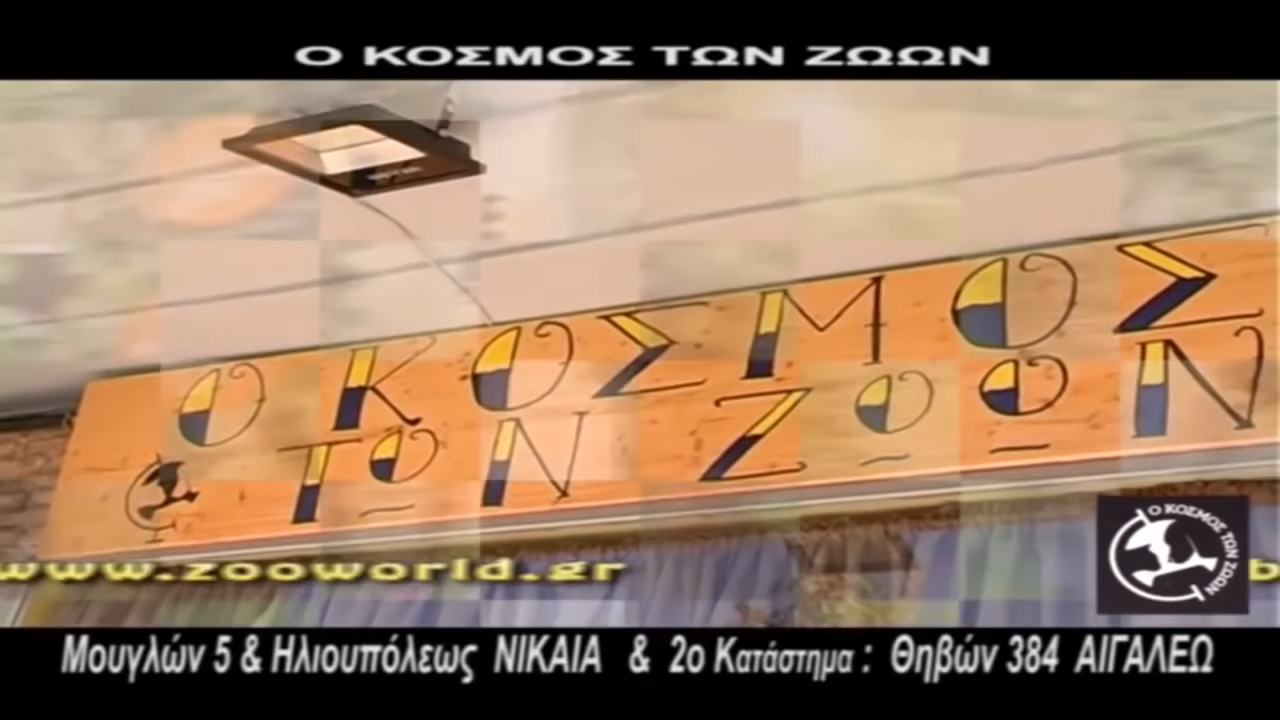 Ο ΚΟΣΜΟΣ ΤΩΝ ΖΩΩΝ
Ο ΚΟΣΜΟΣ
ΤΩΝ ΖΩΩΝ
Ο ΚΟΣΜΟΣ ΤΩΝ ΖΩΩΝ
www.zooworld.gr
b
Μουγλών 5 & Ηλιουπόλεως ΝΙΚΑΙΑ & 2ο Κατάστημα : Θηβών 384 ΑΙΓΑΛΕΩ